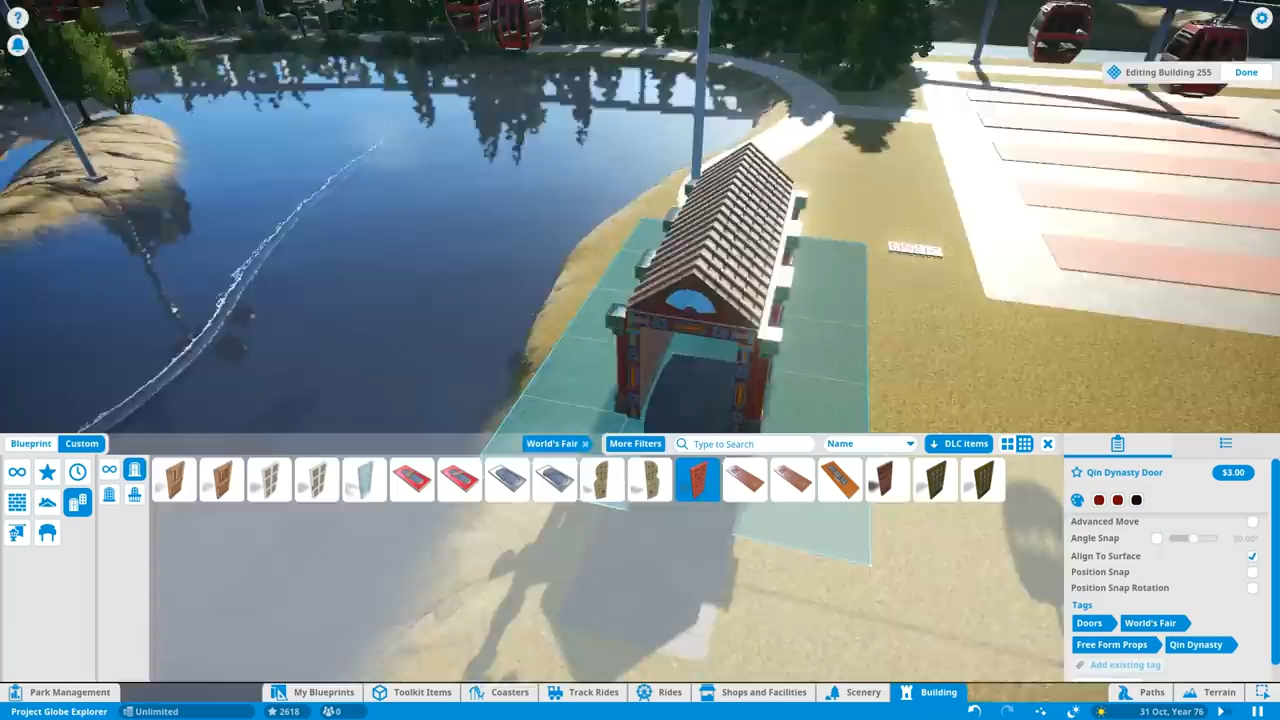 ?
Editing Building 255
Done
Blueprint
Custom
World's Fair ×
More Filters
Type to Search
Name
DLC items
Qin Dynasty Door
$3.00
Advanced Move
Angle Snap
Align To Surface
Position Snap
Position Snap Rotation
Tags
Doors
World's Fair
Free Form Props
Qin Dynasty
Add existing tag
Park Management
My Blueprints
Toolkit Items
Coasters
Track Rides
Rides
Shops and Facilities
Scenery
Building
Paths
Terrain
Project Globe Explorer
Unlimited
2618
0
31 Oct, Year 76